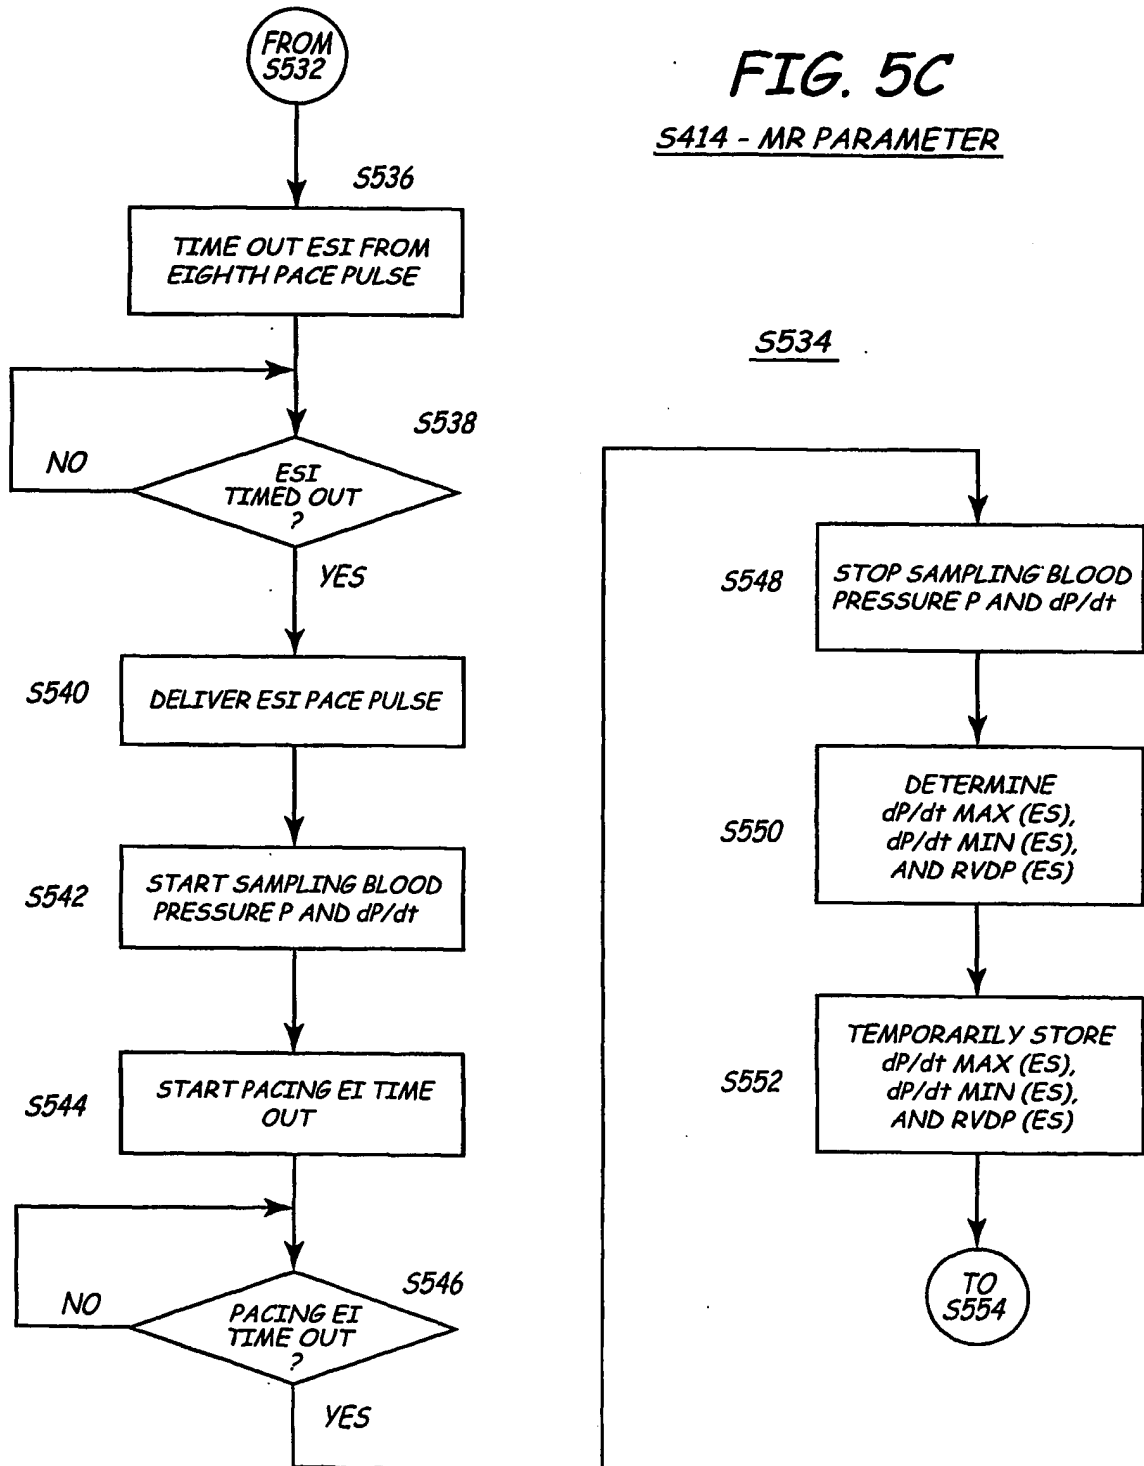 FROM
S532
FIG. 5C
S414 - MR PARAMETER
S536
TIME OUT ESI FROM
EIGHTH PACE PULSE
S538
NO
ESI
TIMED OUT
?
YES
S540
DELIVER ESI PACE PULSE
S542
START SAMPLING BLOOD
PRESSURE P AND dP/dt
S544
START PACING EI TIME
OUT
S546
NO
PACING EI
TIME OUT
?
YES
S534
S548
STOP SAMPLING BLOOD
PRESSURE P AND dP/dt
S550
DETERMINE
dP/dt MAX (ES),
dP/dt MIN (ES),
AND RVDP (ES)
S552
TEMPORARILY STORE
dP/dt MAX (ES),
dP/dt MIN (ES),
AND RVDP (ES)
TO
S554